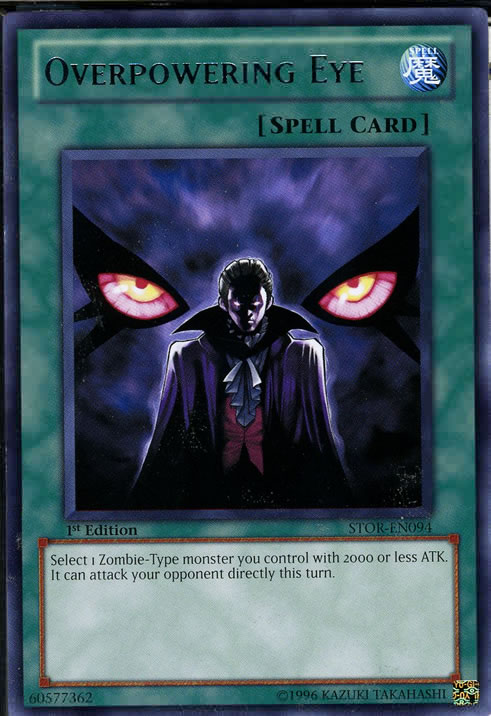 OVERPOWERING EYE
SPELL
魔
[SPELL CARD]
1st Edition
STOR-EN094
Select 1 Zombie-Type monster you control with 2000 or less ATK.
It can attack your opponent directly this turn.
60577362
©1996 KAZUKI TAKAHASHI